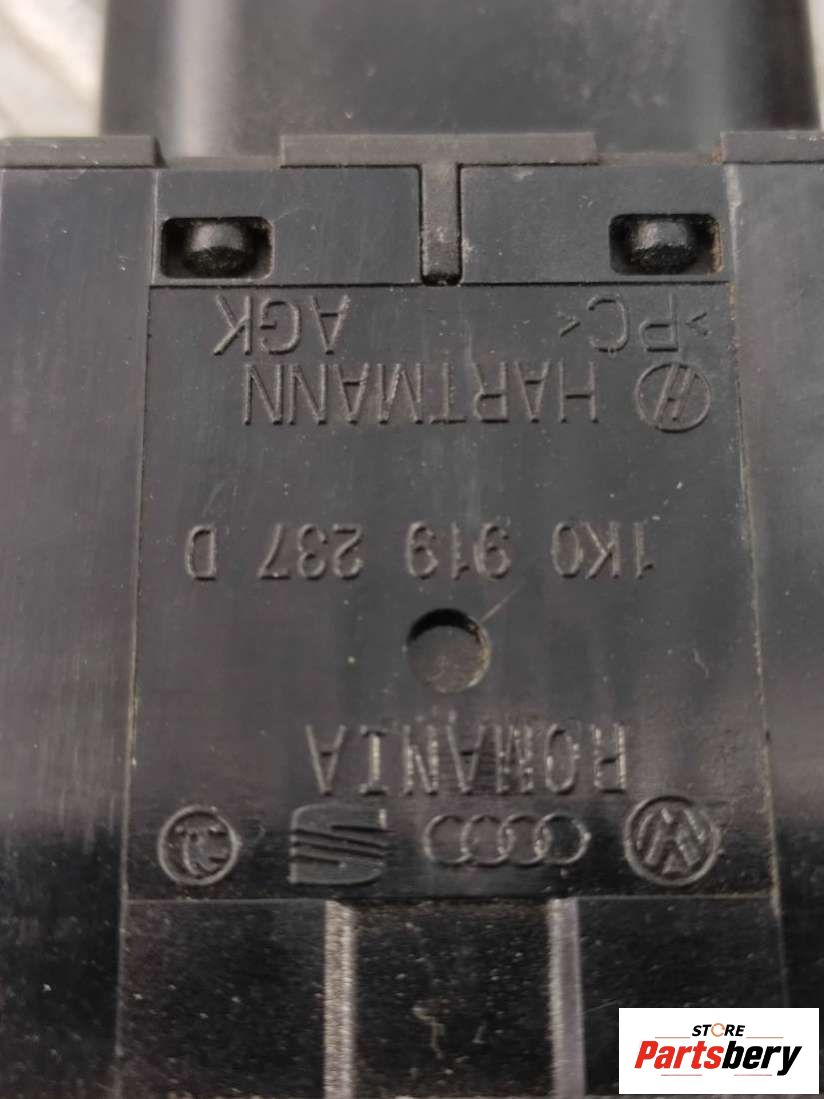 ROMANIA
1K0 919 237 D
HARTMANN
>PC< AGK
STORE
Partsbery